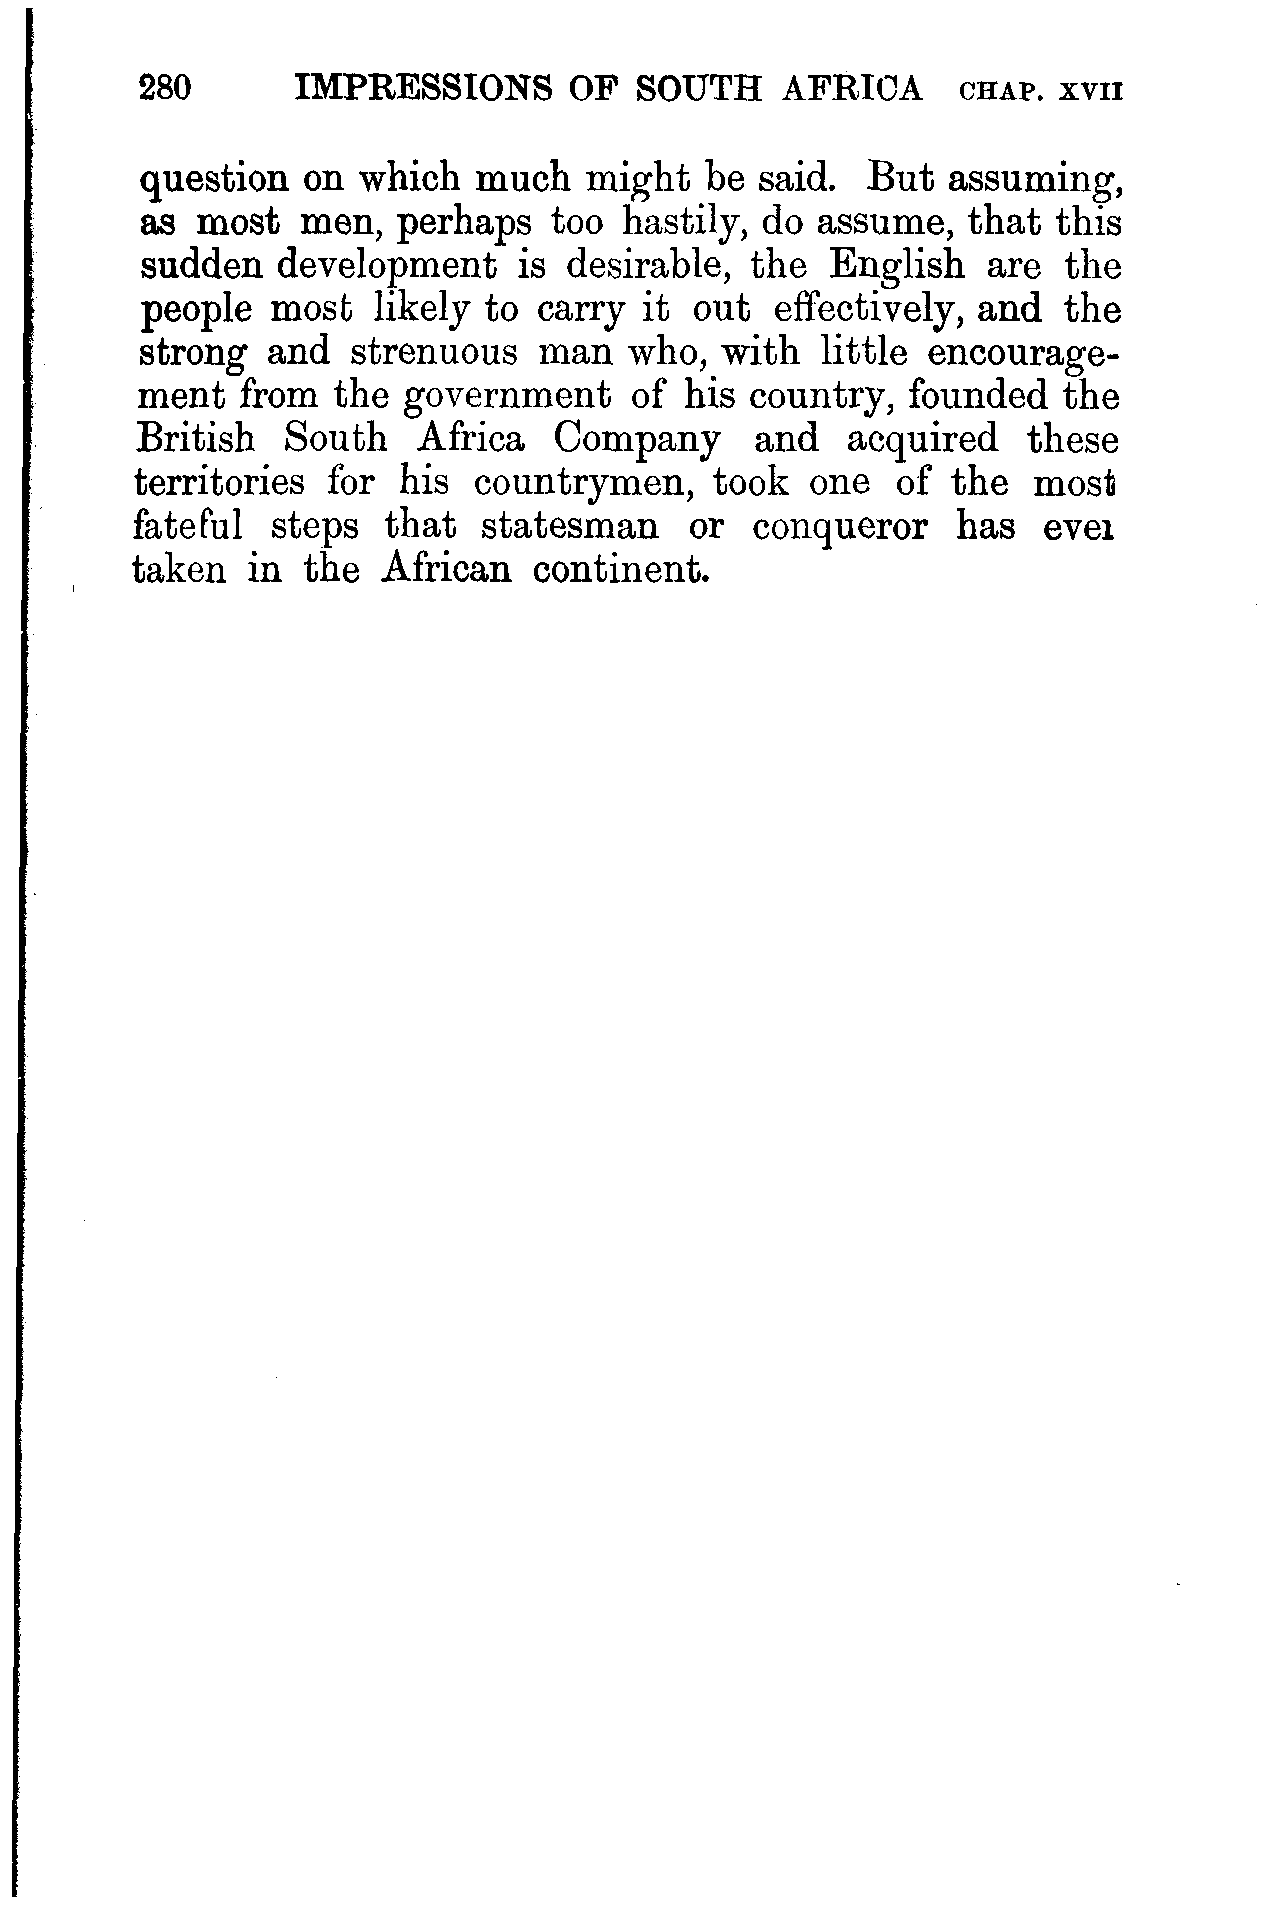 280 IMPRESSIONS OF SOUTH AFRICA CHAP. XVII
question on which much might be said. But assuming,
as most men, perhaps too hastily, do assume, that this
sudden development is desirable, the English are the
people most likely to carry it out effectively, and the
strong and strenuous man who, with little encourage-
ment from the government of his country, founded the
British South Africa Company and acquired these
territories for his countrymen, took one of the most
fateful steps that statesman or conqueror has ever
taken in the African continent.